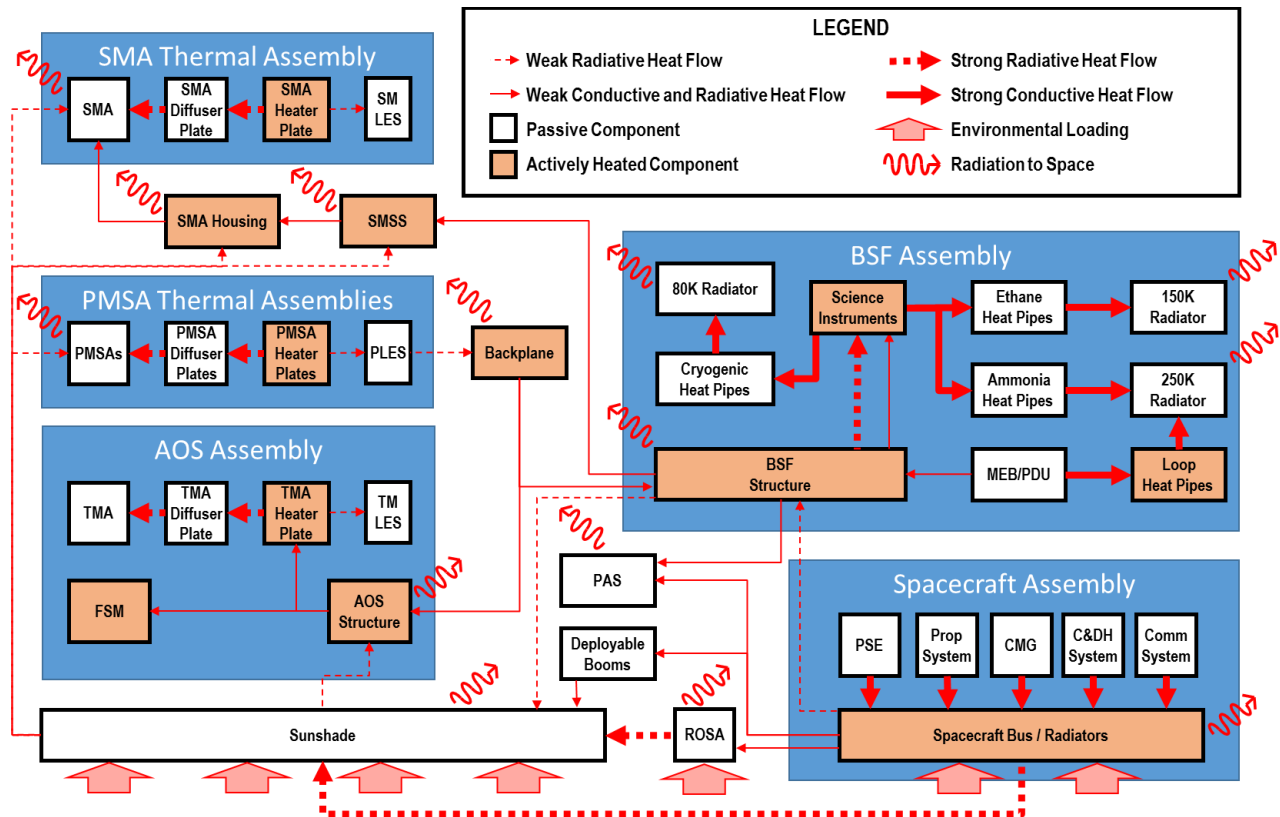 SMA Thermal Assembly
SMA
SMA
Diffuser
Plate
SMA
Heater
Plate
SM
LES
LEGEND
Weak Radiative Heat Flow
Strong Radiative Heat Flow
Weak Conductive and Radiative Heat Flow
Strong Conductive Heat Flow
Passive Component
Environmental Loading
Actively Heated Component
Radiation to Space
SMA Housing
SMSS
PMSA Thermal Assemblies
PMSAs
PMSA
Diffuser
Plates
PMSA
Heater
Plates
PLES
Backplane
BSF Assembly
80K Radiator
Science
Instruments
Ethane
Heat Pipes
150K
Radiator
Cryogenic
Heat Pipes
Ammonia
Heat Pipes
250K
Radiator
BSF
Structure
MEB/PDU
Loop
Heat Pipes
AOS Assembly
TMA
TMA
Diffuser
Plate
TMA
Heater
Plate
TM
LES
FSM
AOS
Structure
PAS
Deployable
Booms
Spacecraft Assembly
PSE
Prop
System
CMG
C&DH
System
Comm
System
Sunshade
ROSA
Spacecraft Bus / Radiators